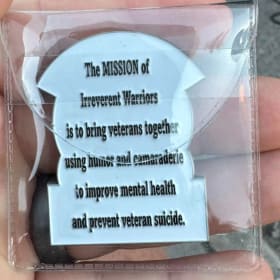 The MISSION of
Irreverent Warriors
is to bring veterans together
using humor and camaraderie
to improve mental health
and prevent veteran suicide.